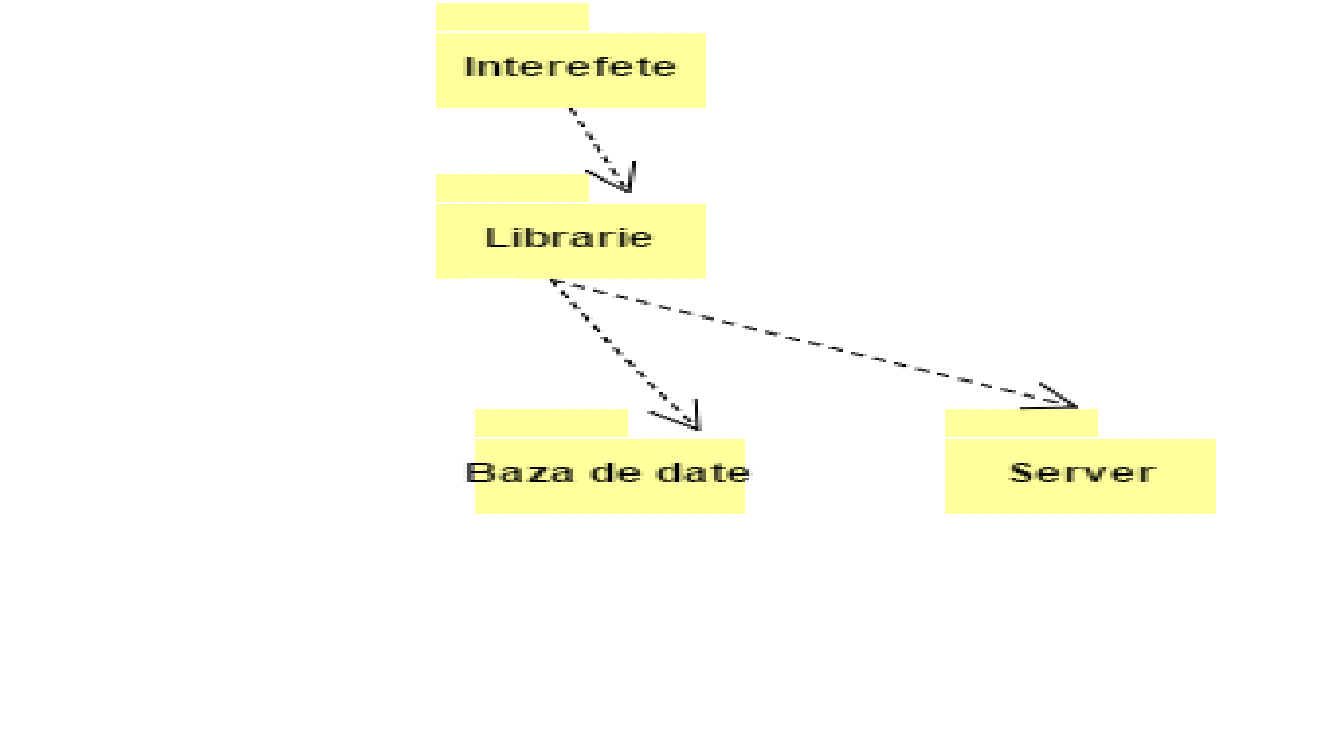 Interefete
Librarie
Baza de date
Server